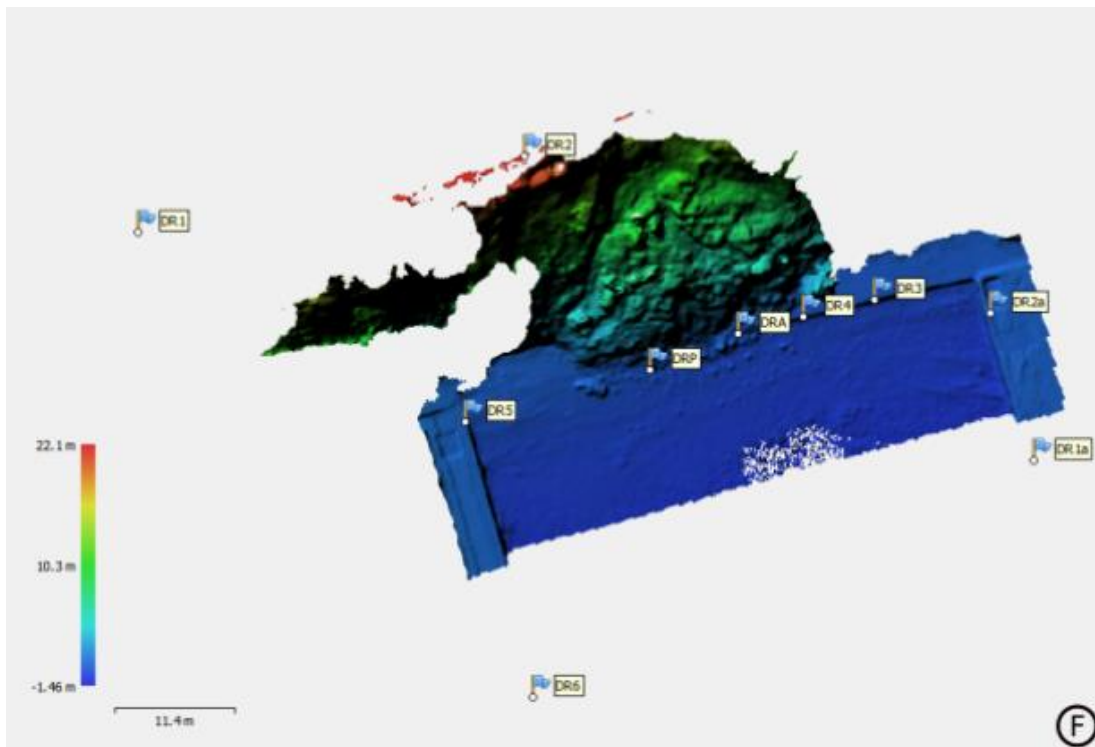 DR2
DR1
DR3
DR2a
DR4
DRA
DRP
DR5
22.1 m
DR1a
10.3 m
-1.46 m
DR6
11.4 m
F